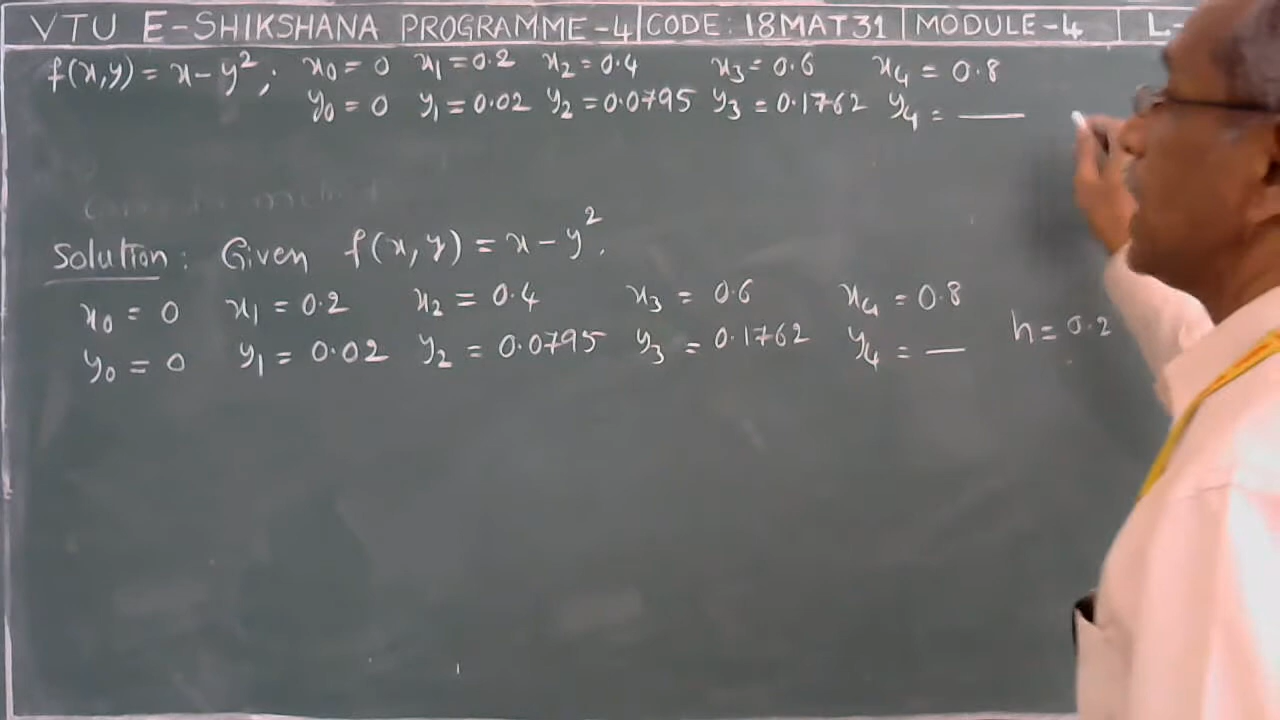 VTU E-SHIKSHANA PROGRAMME-4 | CODE: 18MAT31 | MODULE-4 | L-
f(x,y) = x - y²; x₀ = 0 x₁ = 0.2 x₂ = 0.4 x₃ = 0.6 x₄ = 0.8
y₀ = 0 y₁ = 0.02 y₂ = 0.0795 y₃ = 0.1762 y₄ = —
Solution: Given f(x,y) = x - y².
x₀ = 0 x₁ = 0.2 x₂ = 0.4 x₃ = 0.6 x₄ = 0.8
y₀ = 0 y₁ = 0.02 y₂ = 0.0795 y₃ = 0.1762 y₄ = — h = 0.2